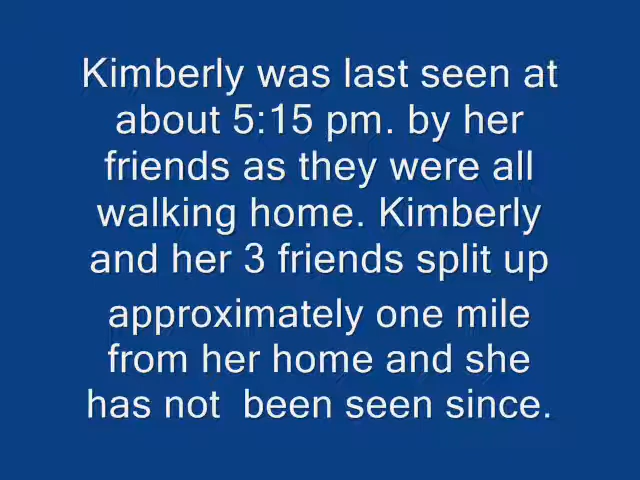 Kimberly was last seen at
about 5:15 pm. by her
friends as they were all
walking home. Kimberly
and her 3 friends split up
approximately one mile
from her home and she
has not  been seen since.